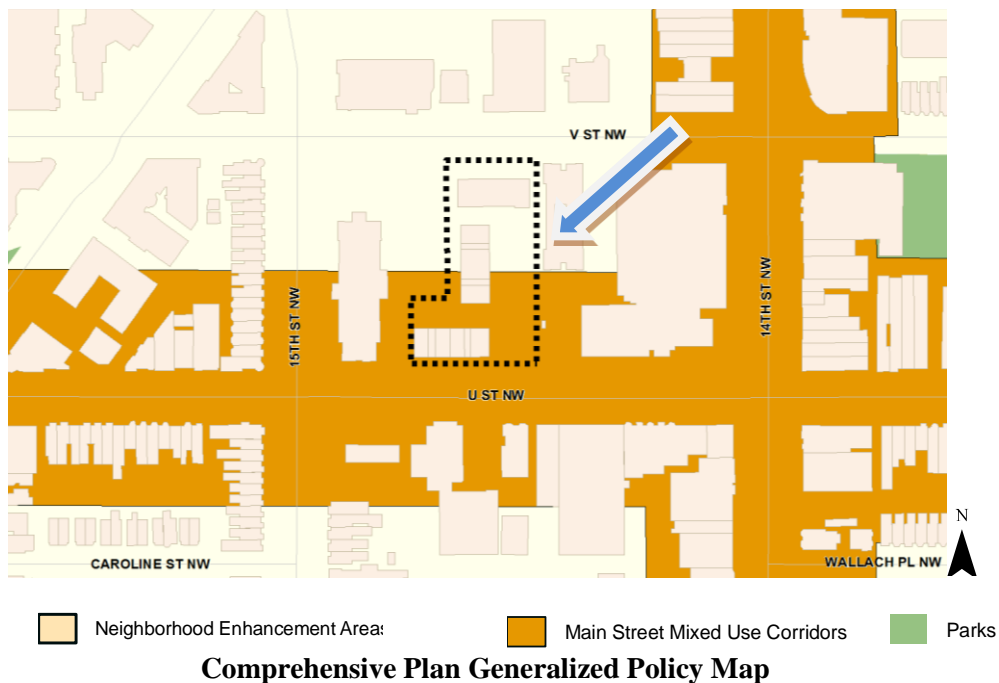 V ST NW
15TH ST NW
14TH ST NW
U ST NW
CAROLINE ST NW
WALLACH PL NW
N
Neighborhood Enhancement Areas
Main Street Mixed Use Corridors
Parks
Comprehensive Plan Generalized Policy Map